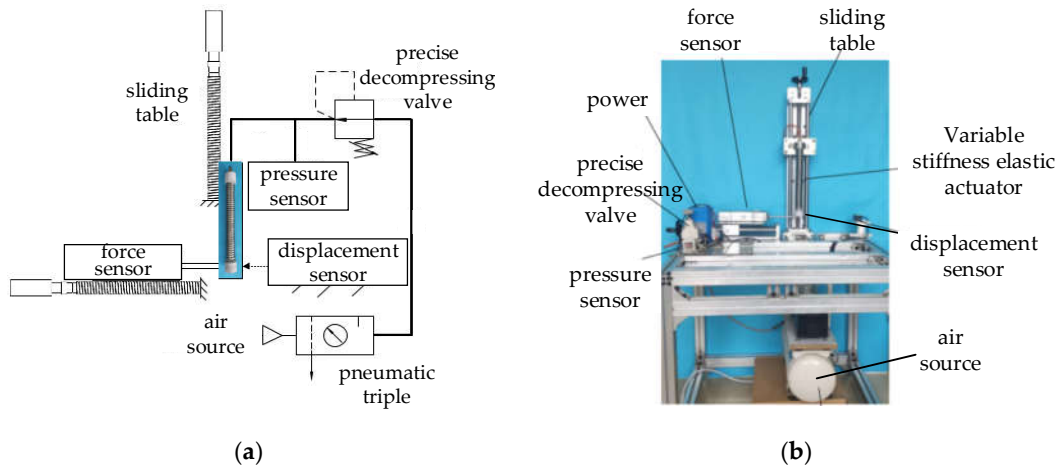 precise
decompressing
valve
sliding
table
pressure
sensor
force
sensor
displacement
sensor
air
source
pneumatic
triple
(a)
force
sensor
sliding
table
power
precise
decompressing
valve
Variable
stiffness elastic
actuator
displacement
sensor
pressure
sensor
air
source
(b)